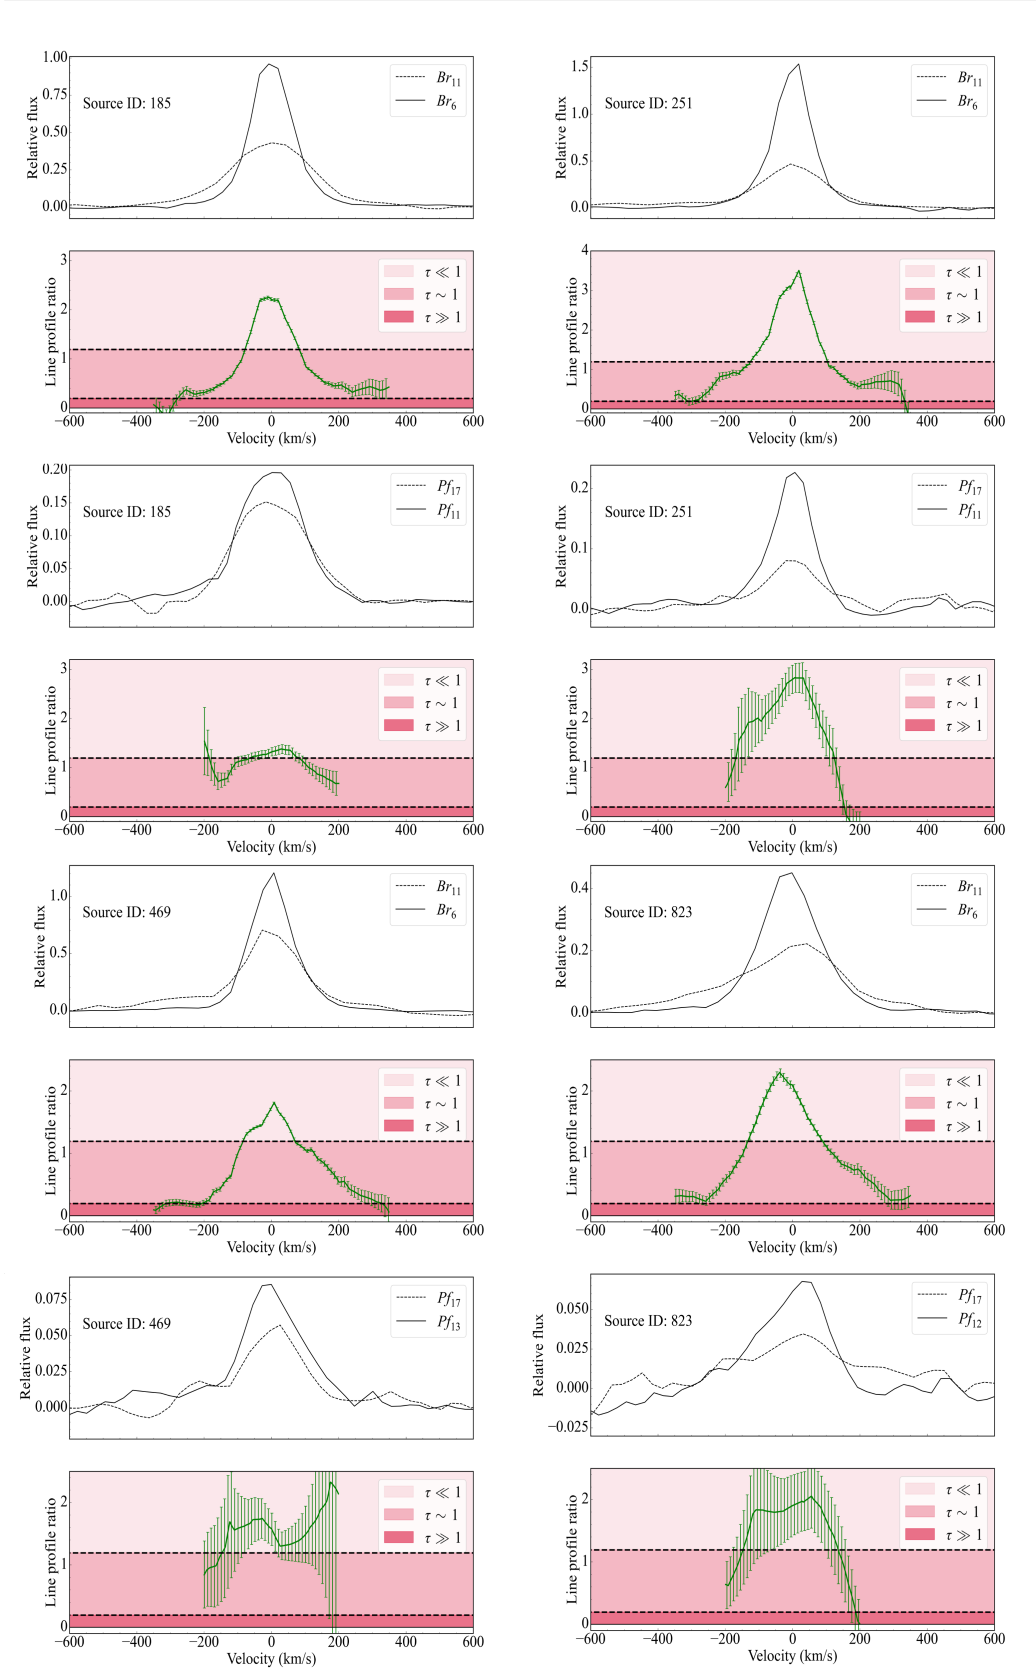 Source ID: 185
Br11
Br6
Relative flux
1.00
0.75
0.50
0.25
0.00
Source ID: 251
Br11
Br6
Relative flux
1.5
1.0
0.5
0.0
τ ≪ 1
τ ∼ 1
τ ≫ 1
Line profile ratio
3
2
1
0
−600 −400 −200 0 200 400 600
Velocity (km/s)
τ ≪ 1
τ ∼ 1
τ ≫ 1
Line profile ratio
4
3
2
1
0
−600 −400 −200 0 200 400 600
Velocity (km/s)
Source ID: 185
Pf17
Pf11
Relative flux
0.20
0.15
0.10
0.05
0.00
Source ID: 251
Pf17
Pf11
Relative flux
0.2
0.1
0.0
τ ≪ 1
τ ∼ 1
τ ≫ 1
Line profile ratio
3
2
1
0
−600 −400 −200 0 200 400 600
Velocity (km/s)
τ ≪ 1
τ ∼ 1
τ ≫ 1
Line profile ratio
3
2
1
0
−600 −400 −200 0 200 400 600
Velocity (km/s)
Source ID: 469
Br11
Br6
Relative flux
1.0
0.5
0.0
Source ID: 823
Br11
Br6
Relative flux
0.4
0.2
0.0
τ ≪ 1
τ ∼ 1
τ ≫ 1
Line profile ratio
2
1
0
−600 −400 −200 0 200 400 600
Velocity (km/s)
τ ≪ 1
τ ∼ 1
τ ≫ 1
Line profile ratio
2
1
0
−600 −400 −200 0 200 400 600
Velocity (km/s)
Source ID: 469
Pf17
Pf13
Relative flux
0.075
0.050
0.025
0.000
Source ID: 823
Pf17
Pf12
Relative flux
0.050
0.025
0.000
−0.025
τ ≪ 1
τ ∼ 1
τ ≫ 1
Line profile ratio
2
1
0
−600 −400 −200 0 200 400 600
Velocity (km/s)
τ ≪ 1
τ ∼ 1
τ ≫ 1
Line profile ratio
2
1
0
−600 −400 −200 0 200 400 600
Velocity (km/s)